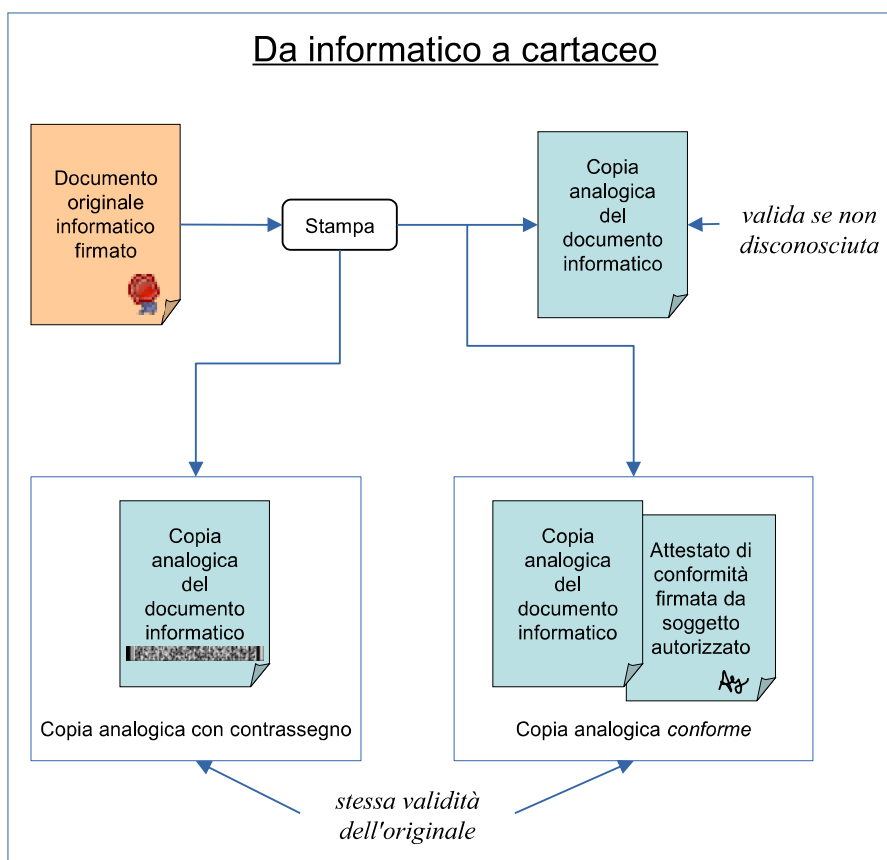 Da informatico a cartaceo
Documento
originale
informatico
firmato
Stampa
Copia
analogica
del
documento
informatico
valida se non
disconosciuta
Copia
analogica
del
documento
informatico
Copia analogica con contrassegno
Copia
analogica
del
documento
informatico
Attestato di
conformità
firmata da
soggetto
autorizzato
Copia analogica conforme
stessa validità
dell'originale